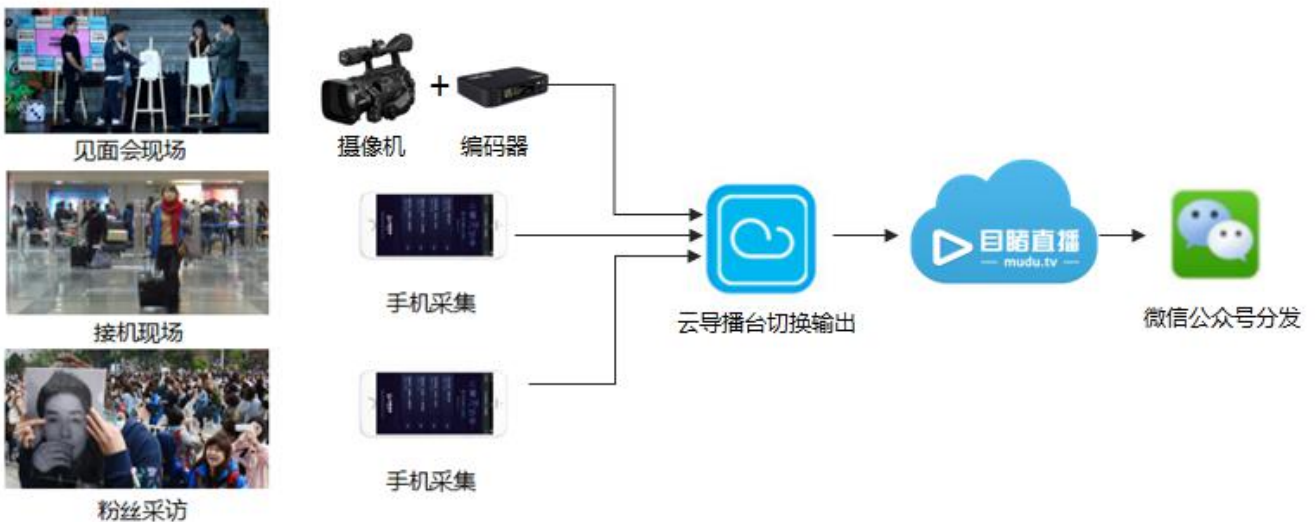 见面会现场
+
摄像机
编码器
接机现场
手机采集
云导播台切换输出
目睹直播
mudu.tv
微信公众号分发
粉丝采访
手机采集